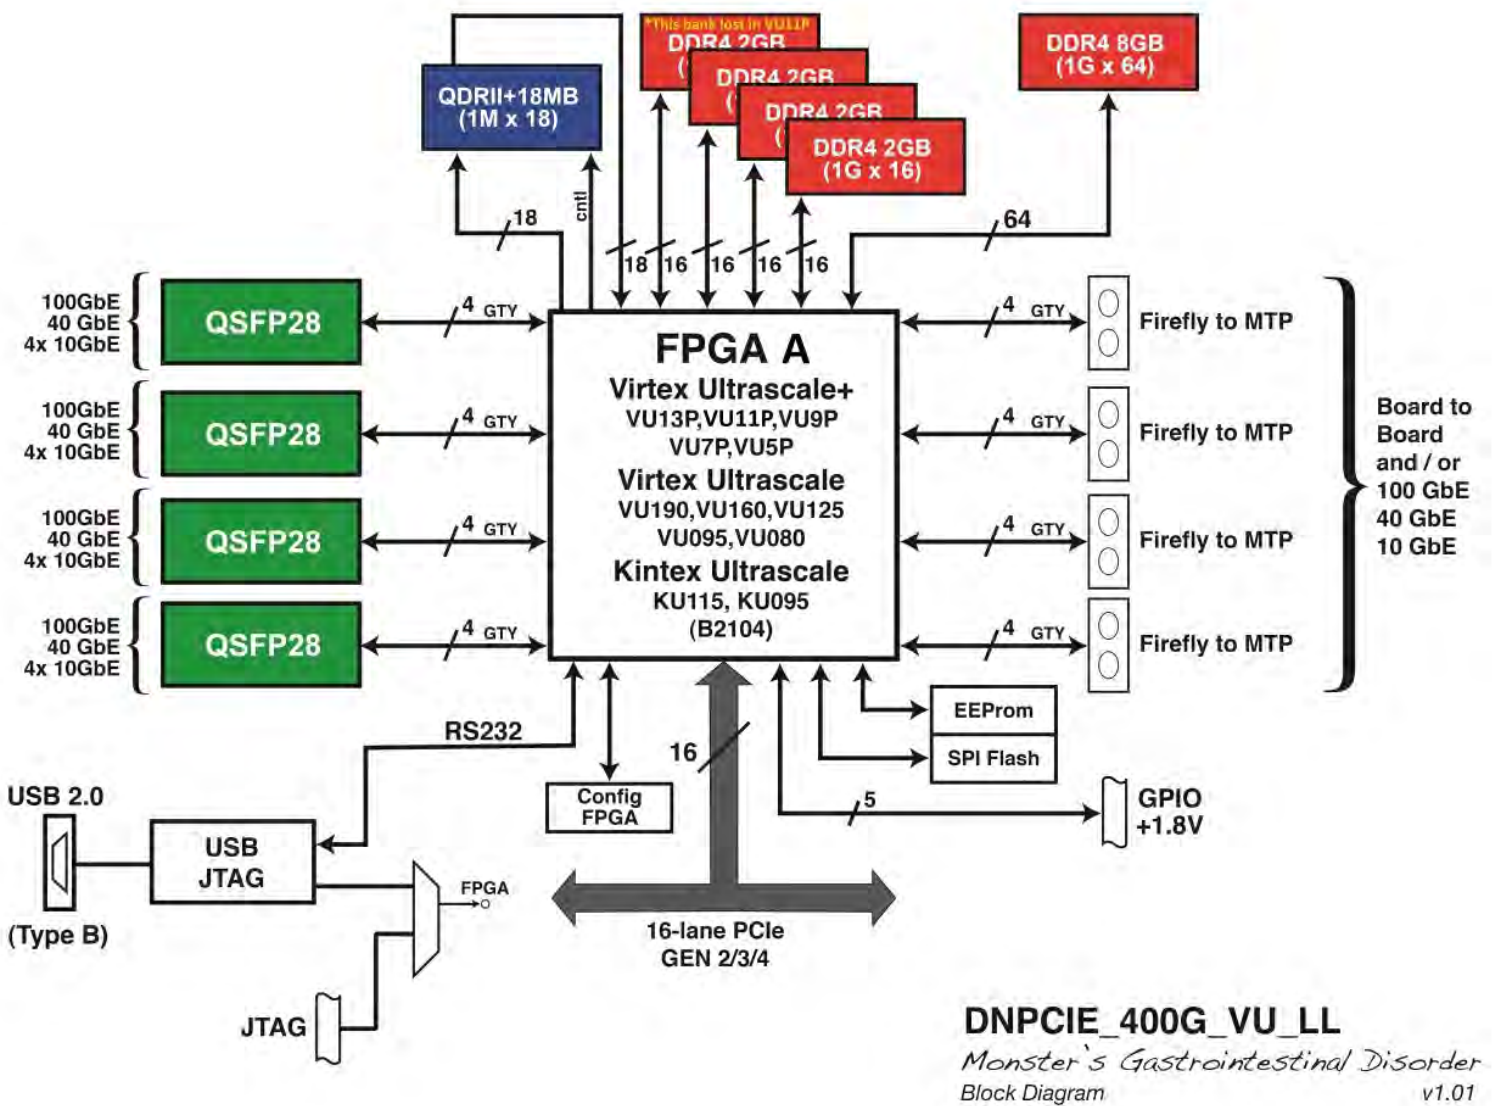 *This bank lost in VU11P
DDR4 2GB
(
DDR4 2GB
(
DDR4 2GB
(
DDR4 2GB
(1G x 16)
DDR4 8GB
(1G x 64)
QDRII+18MB
(1M x 18)
18
cntl
18
16
16
16
16
64
100GbE
40 GbE
4x 10GbE
QSFP28
4 GTY
100GbE
40 GbE
4x 10GbE
QSFP28
4 GTY
100GbE
40 GbE
4x 10GbE
QSFP28
4 GTY
100GbE
40 GbE
4x 10GbE
QSFP28
4 GTY
FPGA A
Virtex Ultrascale+
VU13P,VU11P,VU9P
VU7P,VU5P
Virtex Ultrascale
VU190,VU160,VU125
VU095,VU080
Kintex Ultrascale
KU115, KU095
(B2104)
4
GTY
Firefly to MTP
4
GTY
Firefly to MTP
4
GTY
Firefly to MTP
4
GTY
Firefly to MTP
Board to
Board
and / or
100 GbE
40 GbE
10 GbE
RS232
16
EEProm
SPI Flash
Config
FPGA
5
GPIO
+1.8V
USB 2.0
(Type B)
USB
JTAG
FPGA
JTAG
16-lane PCIe
GEN 2/3/4
DNPCIE_400G_VU_LL
Monster's Gastrointestinal Disorder
Block Diagram
v1.01